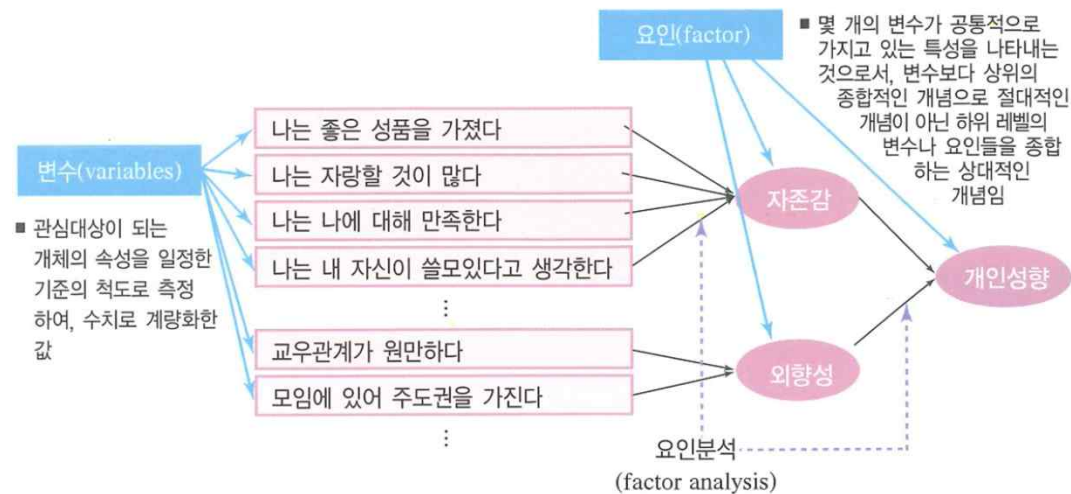 요인(factor)
■ 몇 개의 변수가 공통적으로
가지고 있는 특성을 나타내는
것으로서, 변수보다 상위의
종합적인 개념으로 절대적인
개념이 아닌 하위 레벨의
변수나 요인들을 종합
하는 상대적인
개념임
변수(variables)
■ 관심대상이 되는
개체의 속성을 일정한
기준의 척도로 측정
하여, 수치로 계량화한
값
나는 좋은 성품을 가졌다
나는 자랑할 것이 많다
나는 나에 대해 만족한다
나는 내 자신이 쓸모있다고 생각한다
⋮
교우관계가 원만하다
모임에 있어 주도권을 가진다
⋮
자존감
외향성
개인성향
요인분석
(factor analysis)